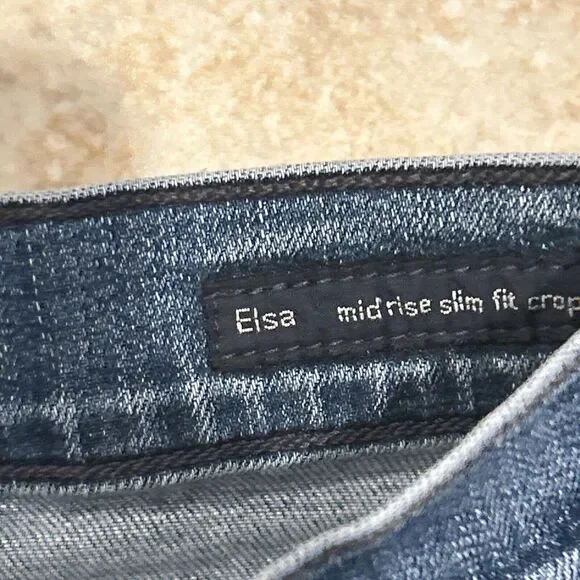 Elsa mid rise slim fit crop